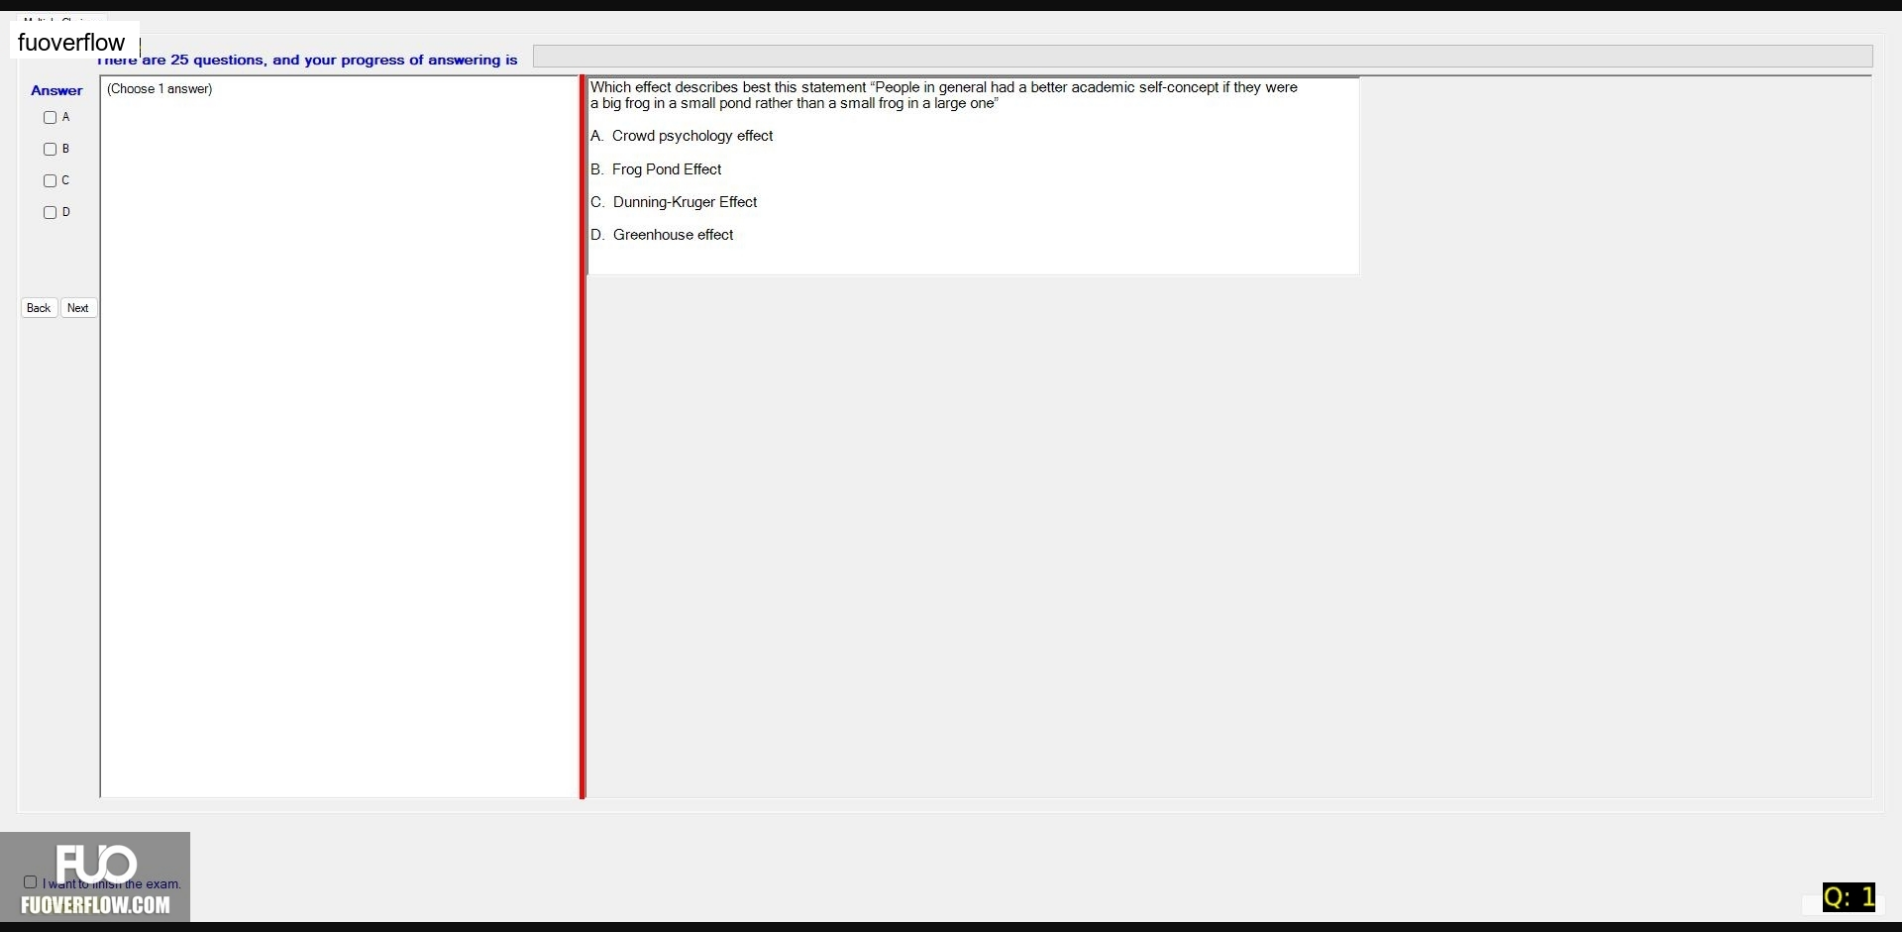 fuoverflow
There are 25 questions, and your progress of answering is
Answer
(Choose 1 answer)
A
B
C
D
Back Next
Which effect describes best this statement “People in general had a better academic self-concept if they were
a big frog in a small pond rather than a small frog in a large one”
A. Crowd psychology effect
B. Frog Pond Effect
C. Dunning-Kruger Effect
D. Greenhouse effect
FUO
I want to finish the exam.
FUOVERFLOW.COM
Q: 1